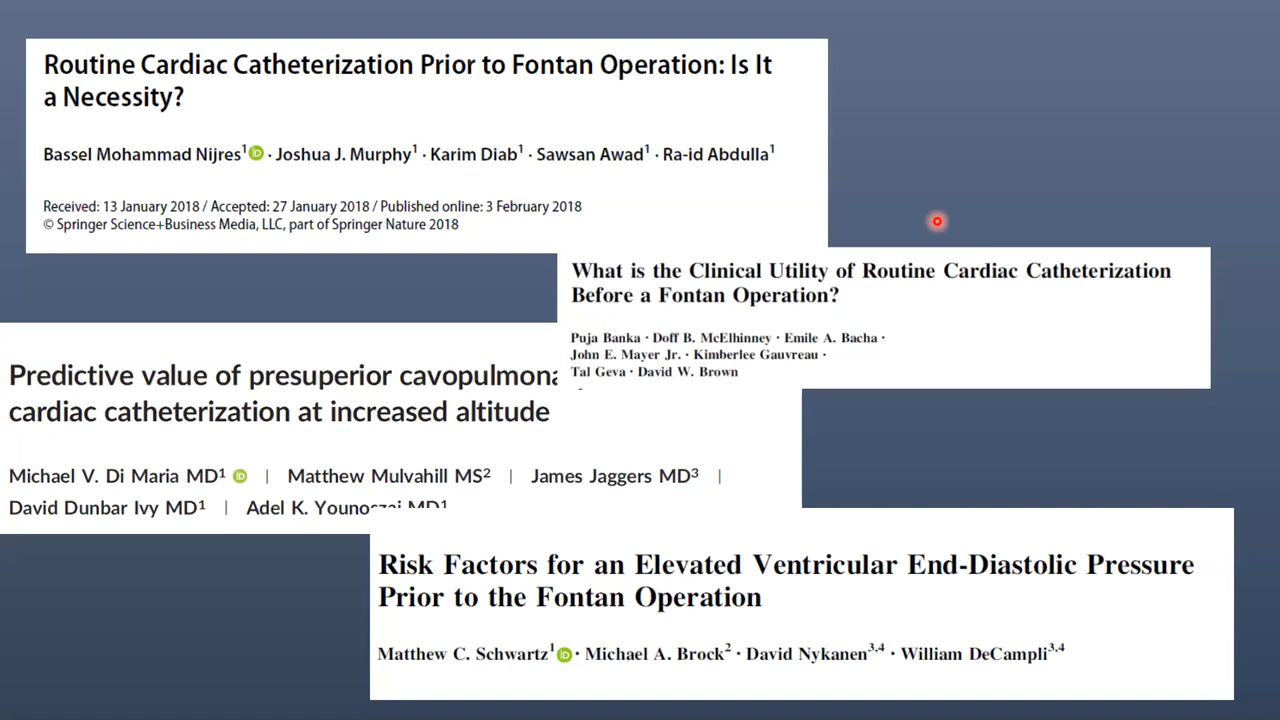 Routine Cardiac Catheterization Prior to Fontan Operation: Is It
a Necessity?
Bassel Mohammad Nijres¹ iD · Joshua J. Murphy¹ · Karim Diab¹ · Sawsan Awad¹ · Ra-id Abdulla¹
Received: 13 January 2018 / Accepted: 27 January 2018 / Published online: 3 February 2018
© Springer Science+Business Media, LLC, part of Springer Nature 2018
What is the Clinical Utility of Routine Cardiac Catheterization
Before a Fontan Operation?
Puja Banka · Doff B. McElhinney · Emile A. Bacha ·
John E. Mayer Jr. · Kimberlee Gauvreau ·
Tal Geva · David W. Brown
Predictive value of presuperior
cardiac catheterization at increased altitude
Michael V. Di Maria MD¹ iD | Matthew Mulvahill MS² | James Jaggers MD³ |
David Dunbar Ivy MD¹ | Adel K. Younoszai MD¹
Risk Factors for an Elevated Ventricular End-Diastolic Pressure
Prior to the Fontan Operation
Matthew C. Schwartz¹ iD · Michael A. Brock² · David Nykanen³,⁴ · William DeCampli³,⁴